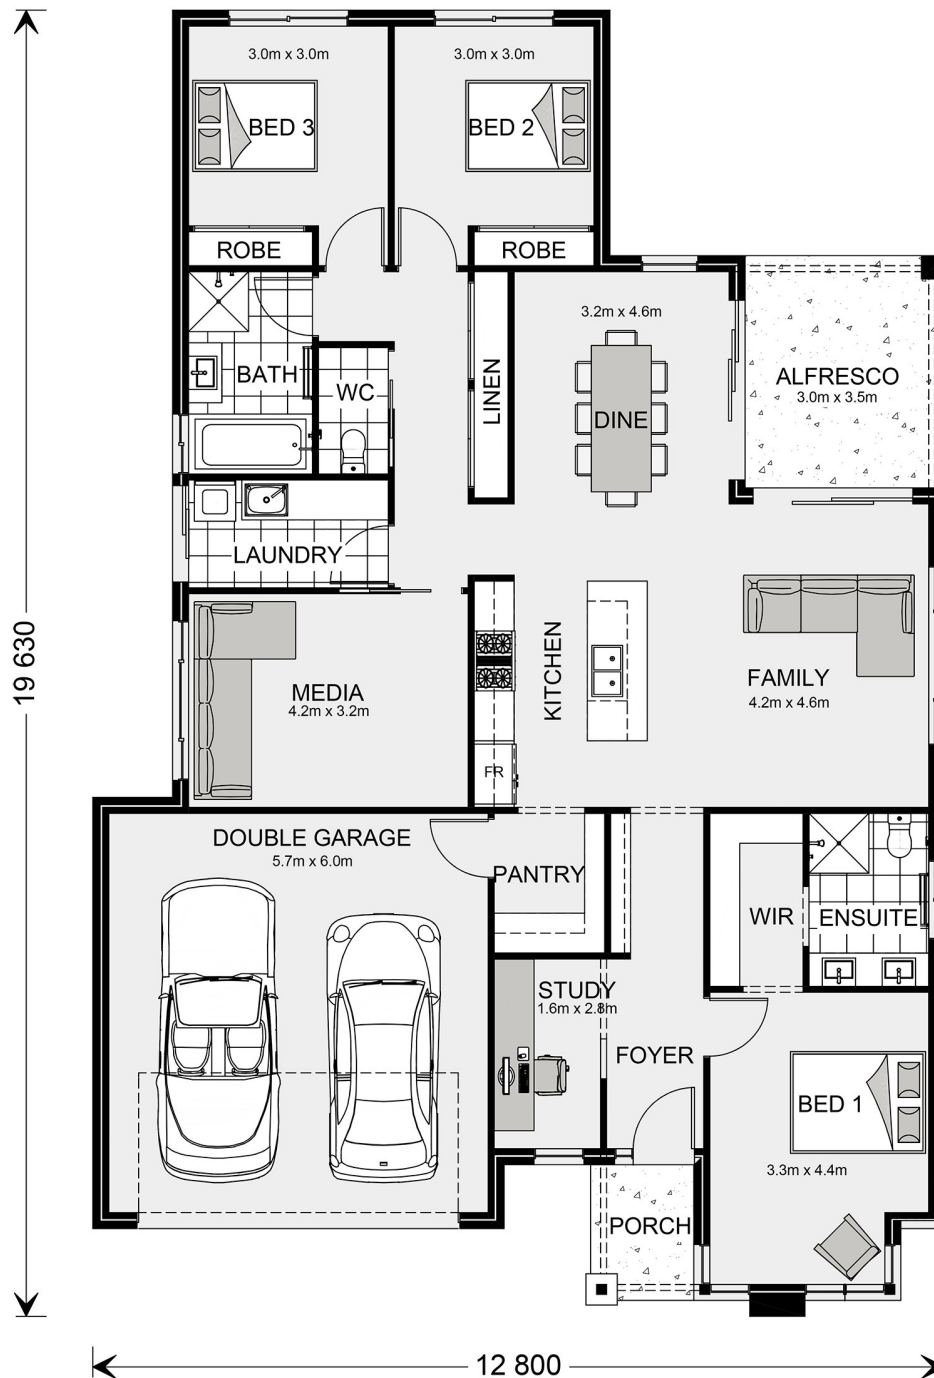 3.0m x 3.0m
3.0m x 3.0m
BED 3
BED 2
ROBE
ROBE
3.2m x 4.6m
BATH
WC
LINEN
DINE
ALFRESCO
3.0m x 3.5m
LAUNDRY
19 630
MEDIA
4.2m x 3.2m
KITCHEN
FAMILY
4.2m x 4.6m
FR
DOUBLE GARAGE
5.7m x 6.0m
PANTRY
WIR
ENSUITE
STUDY
1.6m x 2.8m
FOYER
BED 1
3.3m x 4.4m
PORCH
12 800